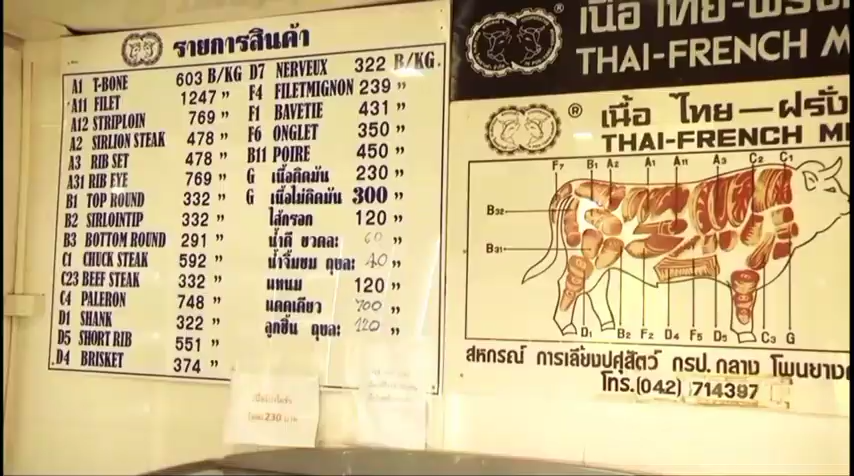 รายการสินค้า
A1 T-BONE 603 B/KG
A11 FILET 1247 "
A12 STRIPLOIN 769 "
A2 SIRLION STEAK 478 "
A3 RIB SET 478 "
A31 RIB EYE 769 "
B1 TOP ROUND 332 "
B2 SIRLOINTIP 332 "
B3 BOTTOM ROUND 291 "
C1 CHUCK STEAK 592 "
C23 BEEF STEAK 332 "
C4 PALERON 748 "
D1 SHANK 322 "
D5 SHORT RIB 551 "
D4 BRISKET 374 "
D7 NERVEUX 322 B/KG.
F4 FILETMIGNON 239 "
F1 BAVETIE 431 "
F6 ONGLET 350 "
B11 POIRE 450 "
G เนื้อติดมัน 230 "
G เนื้อไม่ติดมัน 300 "
ไส้กรอก 120 "
น้ำดี ขวดละ 60 "
น้ำจิ้มชม ถุงละ 40 "
แหนม 120 "
แดดเดียว 700 "
ลูกชิ้น ถุงละ 120 "
230 บาท
เนื้อ ไทย-ฝรั่ง
THAI-FRENCH
® เนื้อ ไทย–ฝรั่ง
THAI-FRENCH
F7 B1 A2 A1 A11 A3 C2 C1
B32
B31
D1 B2 F2 D4 F5 D5 C3 G
สหกรณ์ การเลี้ยงปศุสัตว์ กรป.กลาง โพนยาง
โทร.(042) 714397